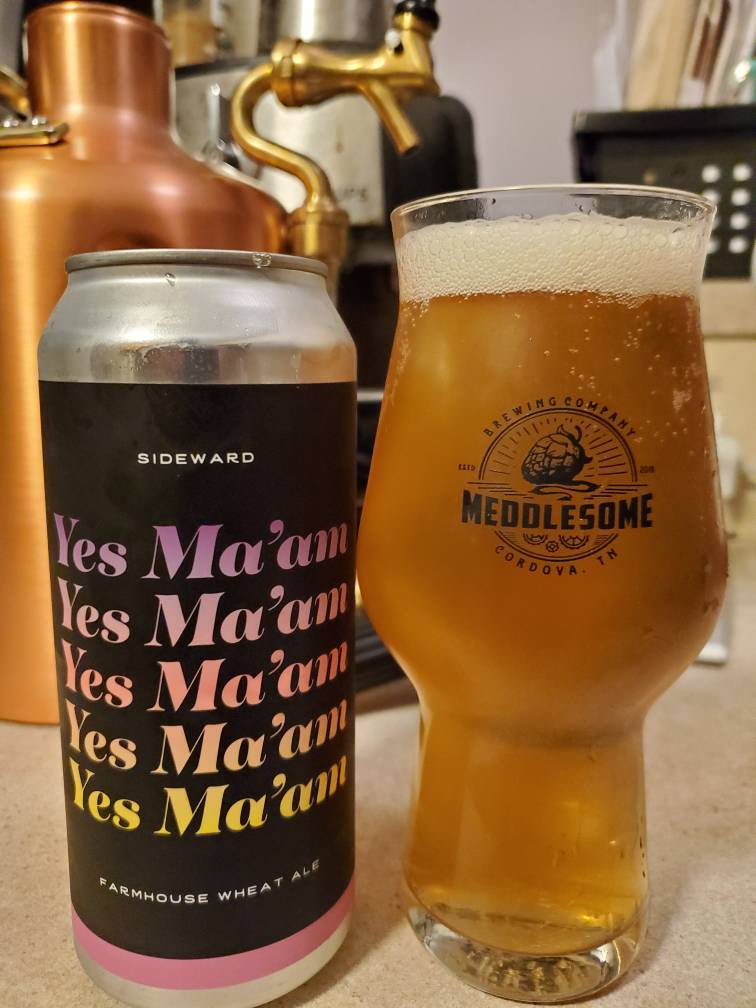 SIDEWARD
Yes Ma'am
Yes Ma'am
Yes Ma'am
Yes Ma'am
Yes Ma'am
FARMHOUSE WHEAT ALE
BREWING COMPANY
ESTD
MEDDLESOME
CORDOVA, TN